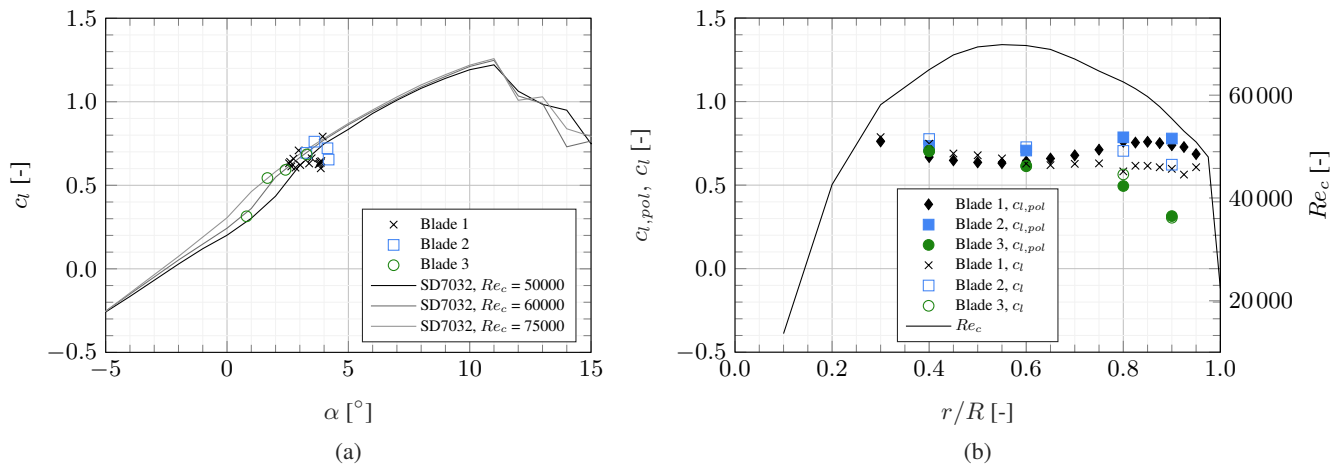 1.5
1.0
0.5
0.0
−0.5
c_l [-]
−5
0
5
10
15
α [°]
Blade 1
Blade 2
Blade 3
SD7032, Re_c = 50000
SD7032, Re_c = 60000
SD7032, Re_c = 75000
(a)
1.5
1.0
0.5
0.0
−0.5
c_{l,pol}, c_l [-]
0.0
0.2
0.4
0.6
0.8
1.0
r/R [-]
60000
40000
20000
Re_c [-]
Blade 1, c_{l,pol}
Blade 2, c_{l,pol}
Blade 3, c_{l,pol}
Blade 1, c_l
Blade 2, c_l
Blade 3, c_l
Re_c
(b)